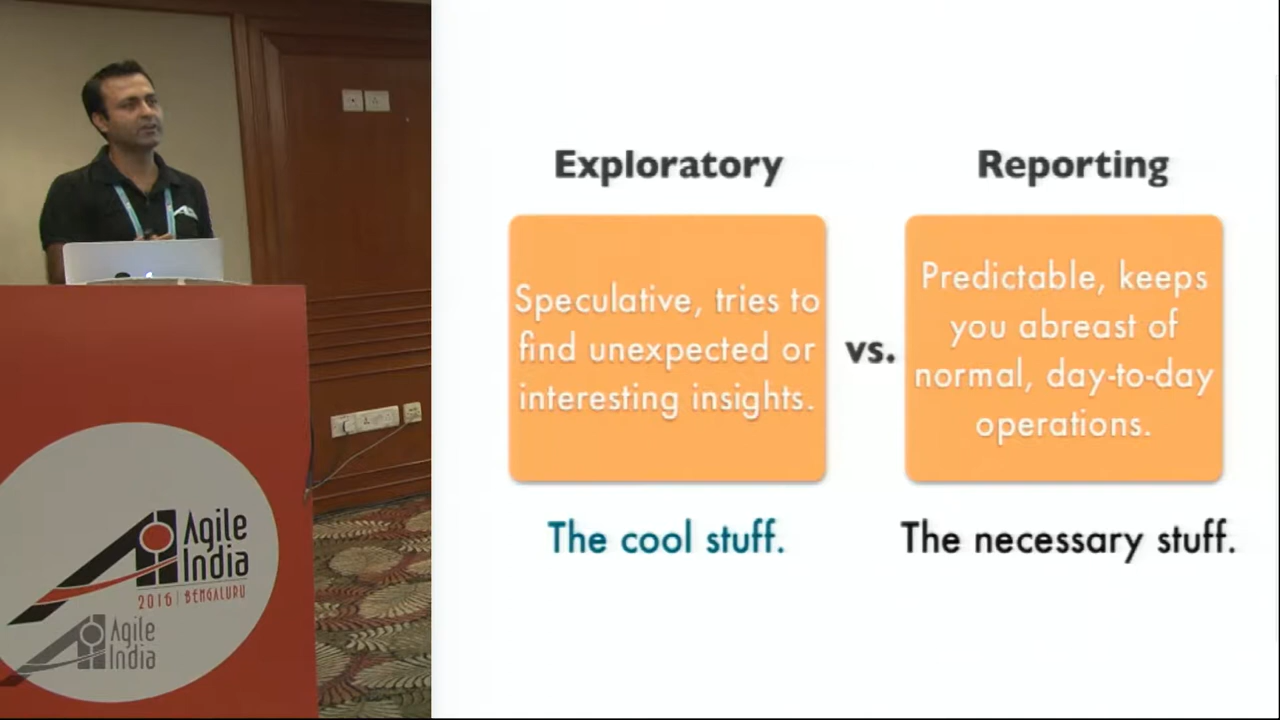 Exploratory
Speculative, tries to
find unexpected or
interesting insights.
The cool stuff.
vs.
Reporting
Predictable, keeps
you abreast of
normal, day-to-day
operations.
The necessary stuff.
Agile
India
2016 | BENGALURU
Agile
India